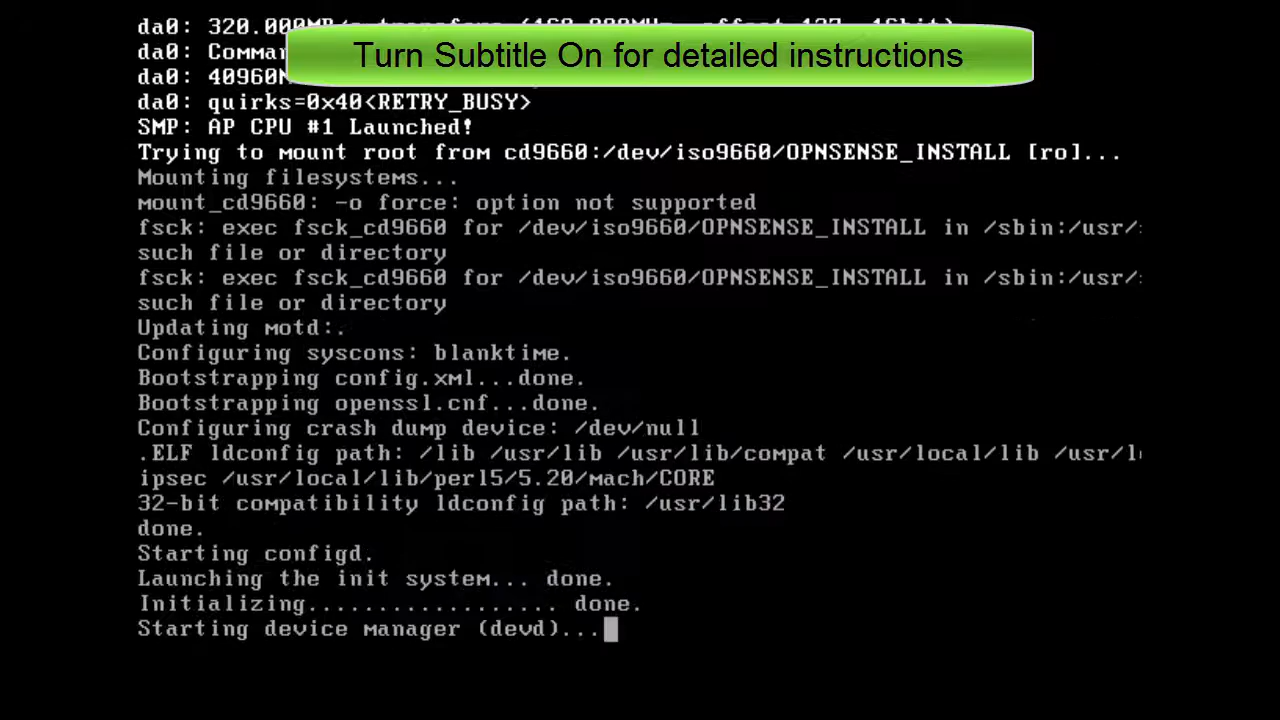 da0: 320.000MB/s transfers (160.000MHz, offset 127, 16bit)
Turn Subtitle On for detailed instructions
da0: Comman
da0: 40960M
da0: quirks=0x40<RETRY_BUSY>
SMP: AP CPU #1 Launched!
Trying to mount root from cd9660:/dev/iso9660/OPNSENSE_INSTALL [ro]...
Mounting filesystems...
mount_cd9660: -o force: option not supported
fsck: exec fsck_cd9660 for /dev/iso9660/OPNSENSE_INSTALL in /sbin:/usr/
such file or directory
fsck: exec fsck_cd9660 for /dev/iso9660/OPNSENSE_INSTALL in /sbin:/usr/
such file or directory
Updating motd:.
Configuring syscons: blanktime.
Bootstrapping config.xml...done.
Bootstrapping openssl.cnf...done.
Configuring crash dump device: /dev/null
.ELF ldconfig path: /lib /usr/lib /usr/lib/compat /usr/local/lib /usr/l
ipsec /usr/local/lib/perl5/5.20/mach/CORE
32-bit compatibility ldconfig path: /usr/lib32
done.
Starting configd.
Launching the init system... done.
Initializing.................. done.
Starting device manager (devd)...